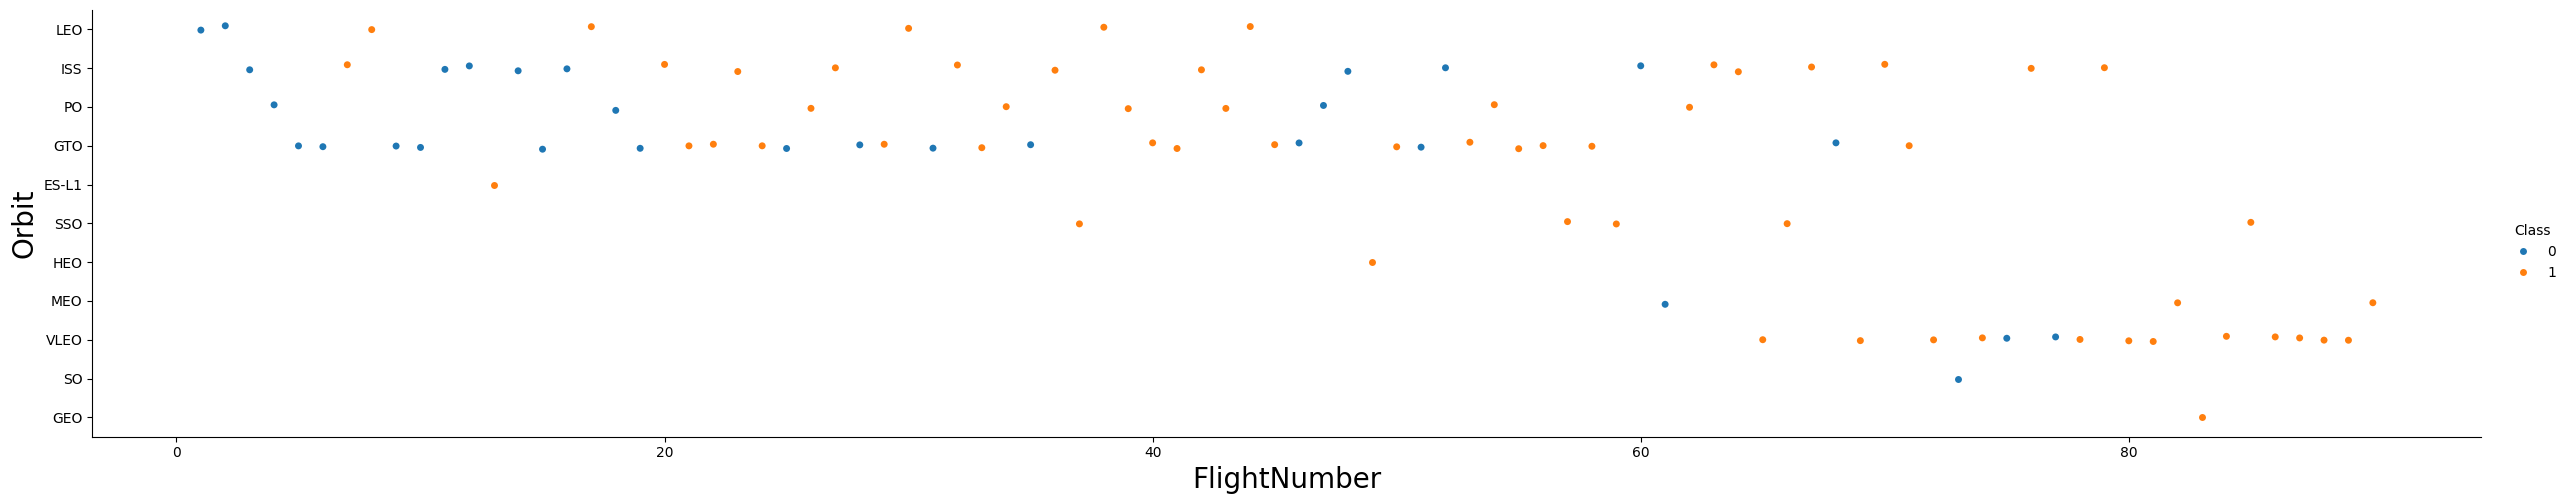 LEO
ISS
PO
GTO
ES-L1
SSO
HEO
MEO
VLEO
SO
GEO
Orbit
0 20 40 60 80
FlightNumber
Class
0
1